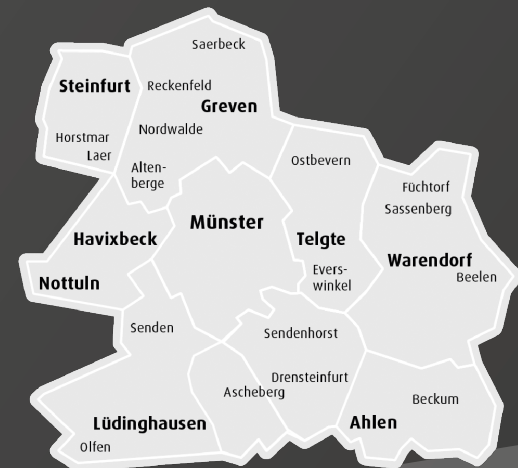 Saerbeck
Steinfurt
Reckenfeld
Greven
Nordwalde
Horstmar
Laer
Alten-
berge
Ostbevern
Füchtorf
Sassenberg
Münster
Havixbeck
Telgte
Warendorf
Evers-
winkel
Beelen
Nottuln
Senden
Sendenhorst
Drensteinfurt
Ascheberg
Beckum
Lüdinghausen
Ahlen
Olfen